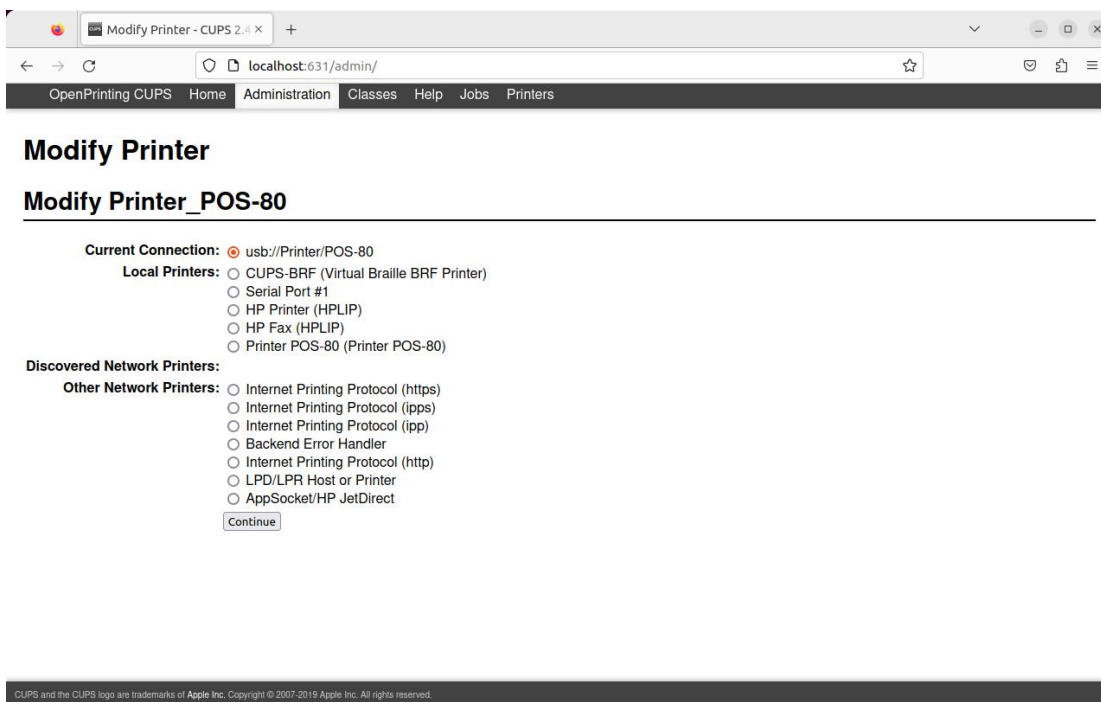 Modify Printer - CUPS 2.4
localhost:631/admin/
OpenPrinting CUPS Home Administration Classes Help Jobs Printers
Modify Printer
Modify Printer_POS-80
Current Connection: usb://Printer/POS-80
Local Printers: CUPS-BRF (Virtual Braille BRF Printer)
Serial Port #1
HP Printer (HPLIP)
HP Fax (HPLIP)
Printer POS-80 (Printer POS-80)
Discovered Network Printers:
Other Network Printers: Internet Printing Protocol (https)
Internet Printing Protocol (ipps)
Internet Printing Protocol (ipp)
Backend Error Handler
Internet Printing Protocol (http)
LPD/LPR Host or Printer
AppSocket/HP JetDirect
Continue
CUPS and the CUPS logo are trademarks of Apple Inc. Copyright © 2007-2019 Apple Inc. All rights reserved.